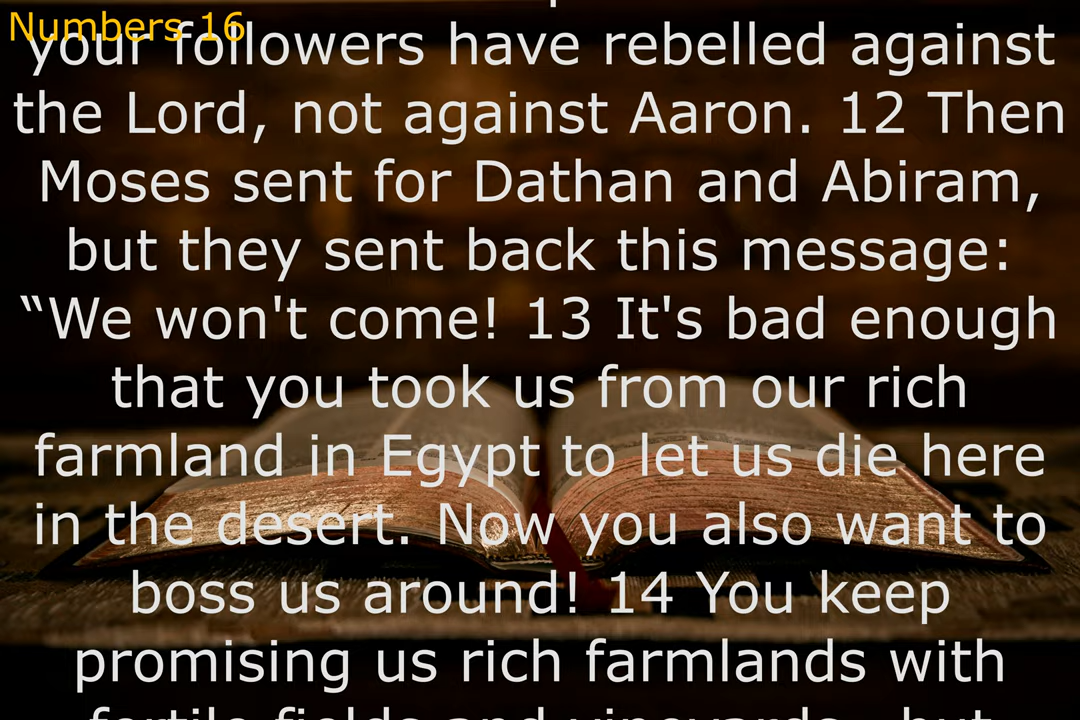 Numbers 16
your followers have rebelled against
the Lord, not against Aaron. 12 Then
Moses sent for Dathan and Abiram,
but they sent back this message:
“We won't come! 13 It's bad enough
that you took us from our rich
farmland in Egypt to let us die here
in the desert. Now you also want to
boss us around! 14 You keep
promising us rich farmlands with
fertile fields and vineyards—but